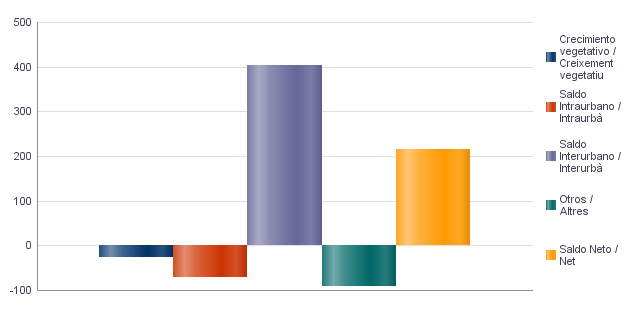 500
400
300
200
100
0
-100
Crecimiento
vegetativo /
Creixement
vegetatiu
Saldo
Intraurbano /
Intraurbà
Saldo
Interurbano /
Interurbà
Otros /
Altres
Saldo Neto /
Net